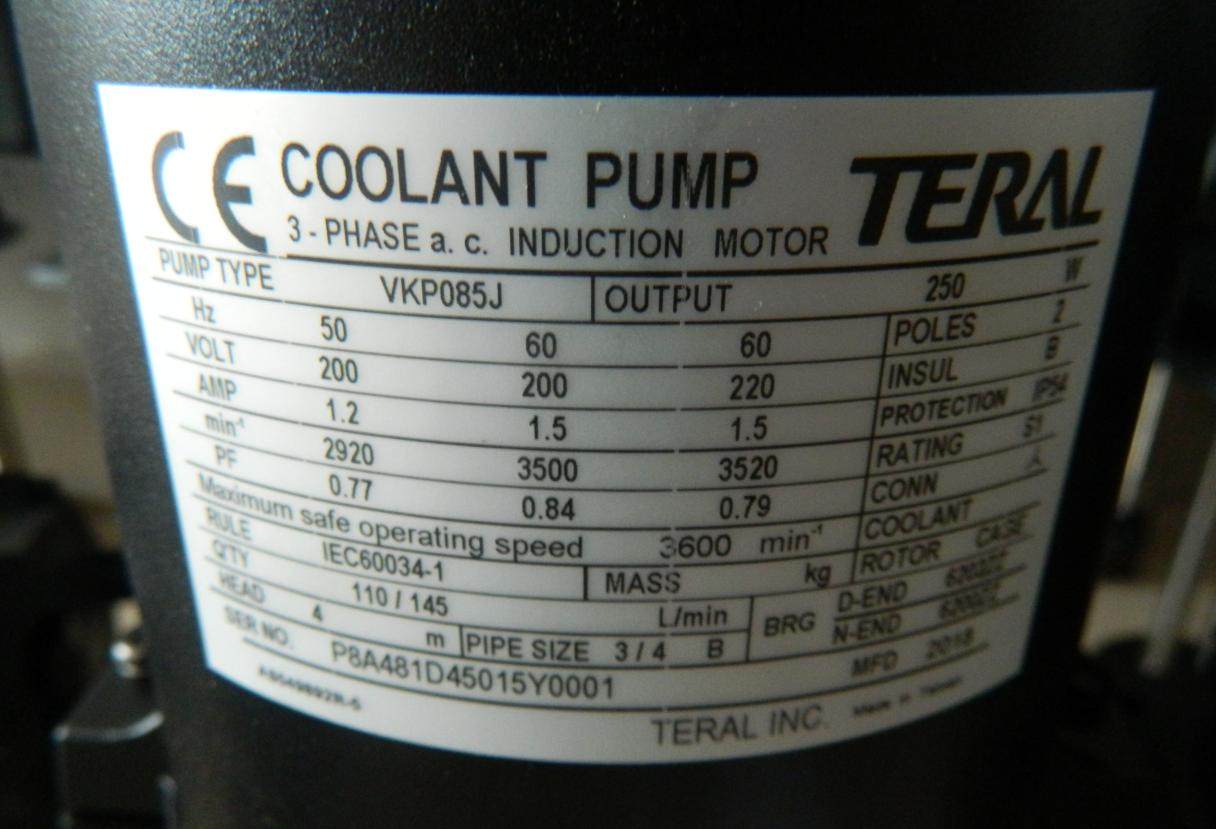 CE COOLANT PUMP TERAL
3 - PHASE a. c. INDUCTION MOTOR
PUMP TYPE VKP085J OUTPUT 250 W
Hz 50 60 60 POLES 2
VOLT 200 200 220 INSUL B
AMP 1.2 1.5 1.5 PROTECTION IP54
min⁻¹ 2920 3500 3520 RATING S1
PF 0.77 0.84 0.79 CONN
Maximum safe operating speed 3600 min⁻¹ COOLANT
RULE IEC60034-1 MASS kg ROTOR CASE
Q'TY 110 / 145 L/min BRG D-END
HEAD 4 m PIPE SIZE 3 / 4 B N-END
SER NO. P8A481D45015Y0001 MFD 2018
TERAL INC. Made in Taiwan